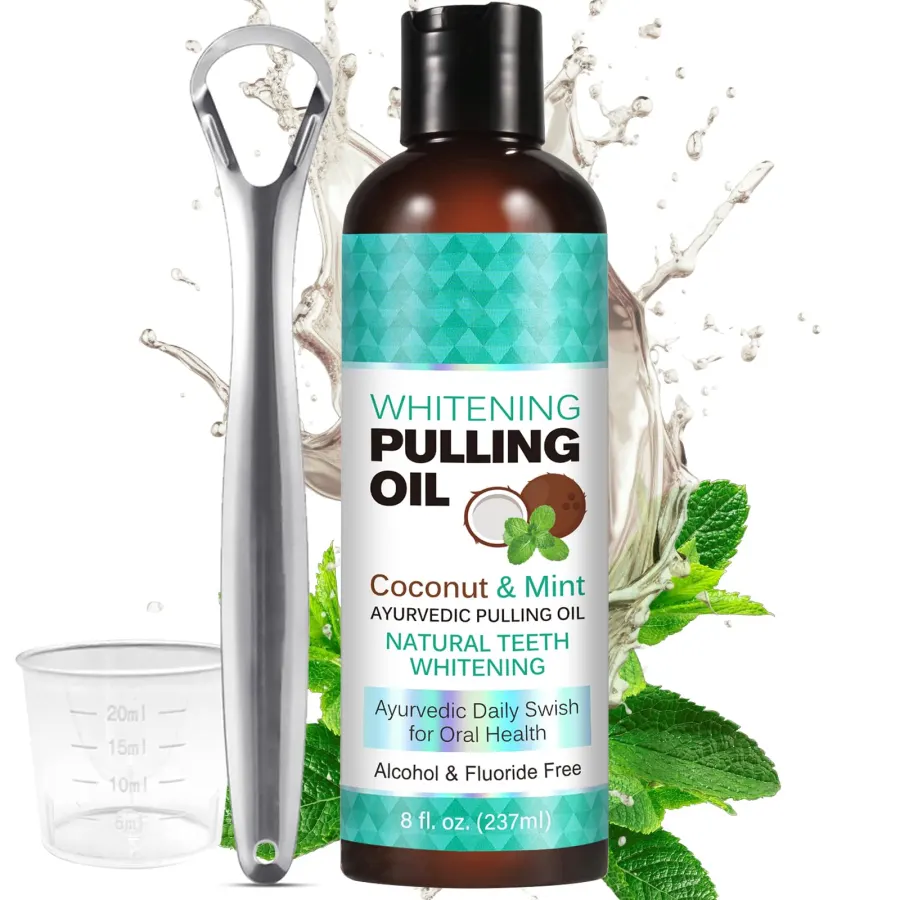 WHITENING
PULLING
OIL
Coconut & Mint
AYURVEDIC PULLING OIL
NATURAL TEETH
WHITENING
Ayurvedic Daily Swish
for Oral Health
Alcohol & Fluoride Free
8 fl. oz. (237ml)
20ml
15ml
10ml
5ml